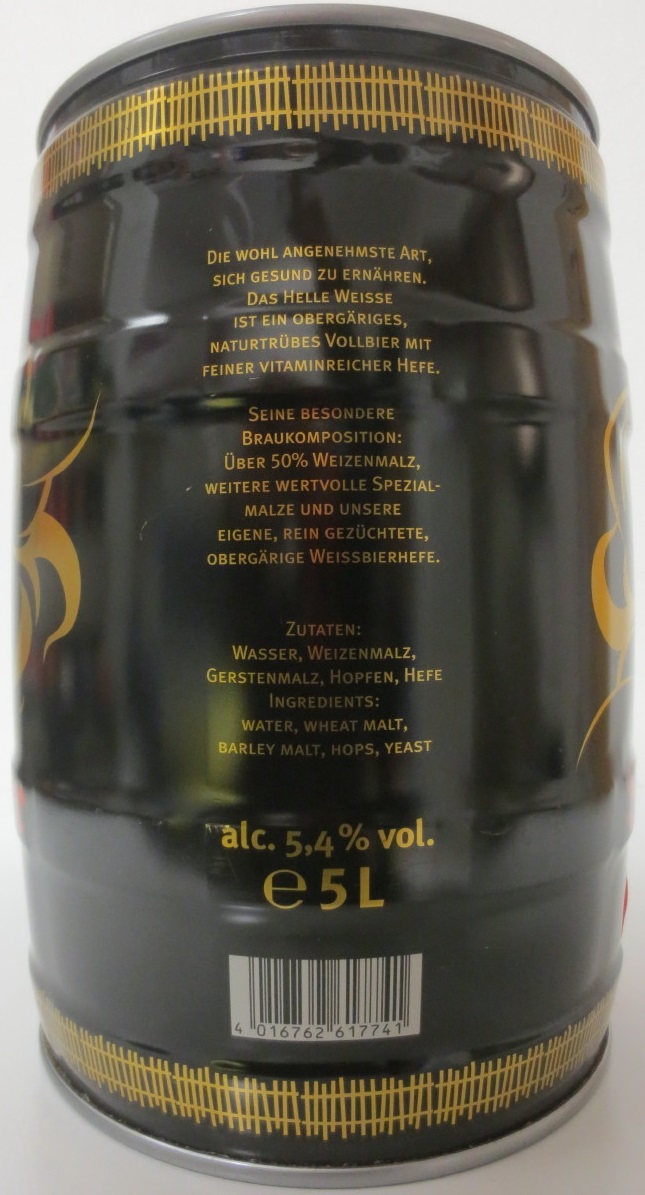 DIE WOHL ANGENEHMSTE ART,
SICH GESUND ZU ERNÄHREN.
DAS HELLE WEISSE
IST EIN OBERGÄRIGES,
NATURTRÜBES VOLLBIER MIT
FEINER VITAMINREICHER HEFE.
SEINE BESONDERE
BRAUKOMPOSITION:
ÜBER 50% WEIZENMALZ,
WEITERE WERTVOLLE SPEZIAL-
MALZE UND UNSERE
EIGENE, REIN GEZÜCHTETE,
OBERGÄRIGE WEISSBIERHEFE.
ZUTATEN:
WASSER, WEIZENMALZ,
GERSTENMALZ, HOPFEN, HEFE
INGREDIENTS:
WATER, WHEAT MALT,
BARLEY MALT, HOPS, YEAST
alc. 5,4% vol.
℮ 5 L
4 016762 617741